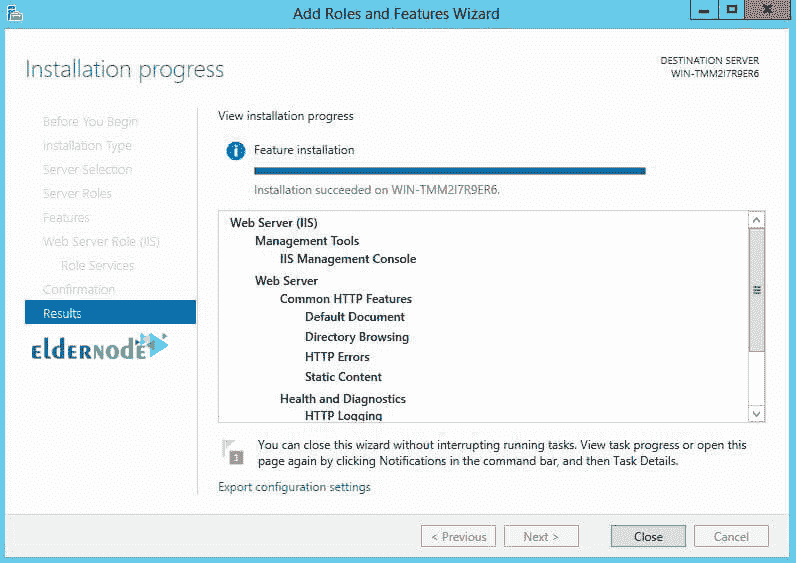 Add Roles and Features Wizard
Installation progress
DESTINATION SERVER
WIN-TMM2I7R9ER6
Before You Begin
Installation Type
Server Selection
Server Roles
Features
Web Server Role (IIS)
Role Services
Confirmation
Results
ELDERNODE
View installation progress
Feature installation
Installation succeeded on WIN-TMM2I7R9ER6.
Web Server (IIS)
Management Tools
IIS Management Console
Web Server
Common HTTP Features
Default Document
Directory Browsing
HTTP Errors
Static Content
Health and Diagnostics
HTTP Logging
1
You can close this wizard without interrupting running tasks. View task progress or open this
page again by clicking Notifications in the command bar, and then Task Details.
Export configuration settings
< Previous
Next >
Close
Cancel